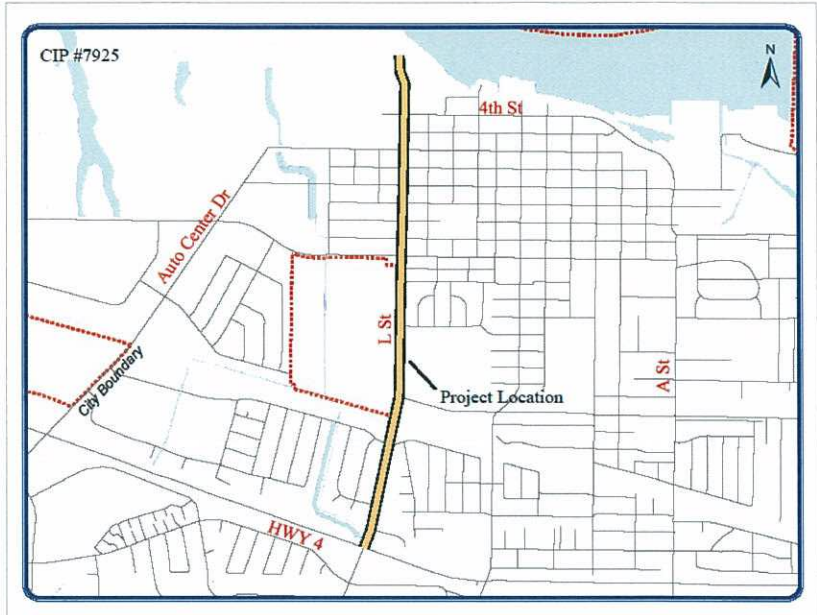 CIP #7925
N
4th St
Auto Center Dr
L St
City Boundary
Project Location
A St
HWY 4